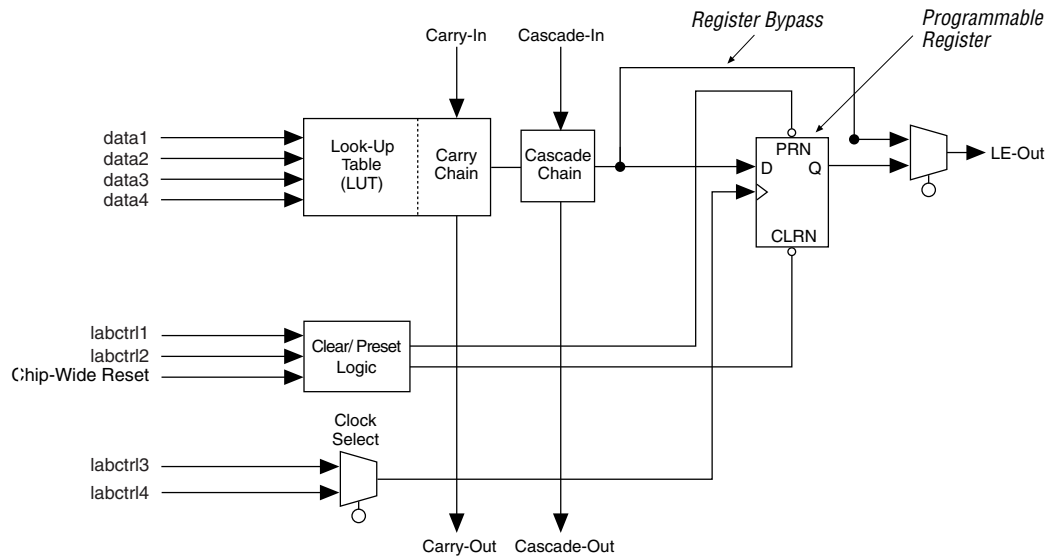 Register Bypass
Programmable
Register
Carry-In
Cascade-In
data1
data2
data3
data4
Look-Up
Table
(LUT)
Carry
Chain
Cascade
Chain
PRN
D
Q
CLRN
LE-Out
labctrl1
labctrl2
Chip-Wide Reset
Clear/ Preset
Logic
Clock
Select
labctrl3
labctrl4
Carry-Out
Cascade-Out